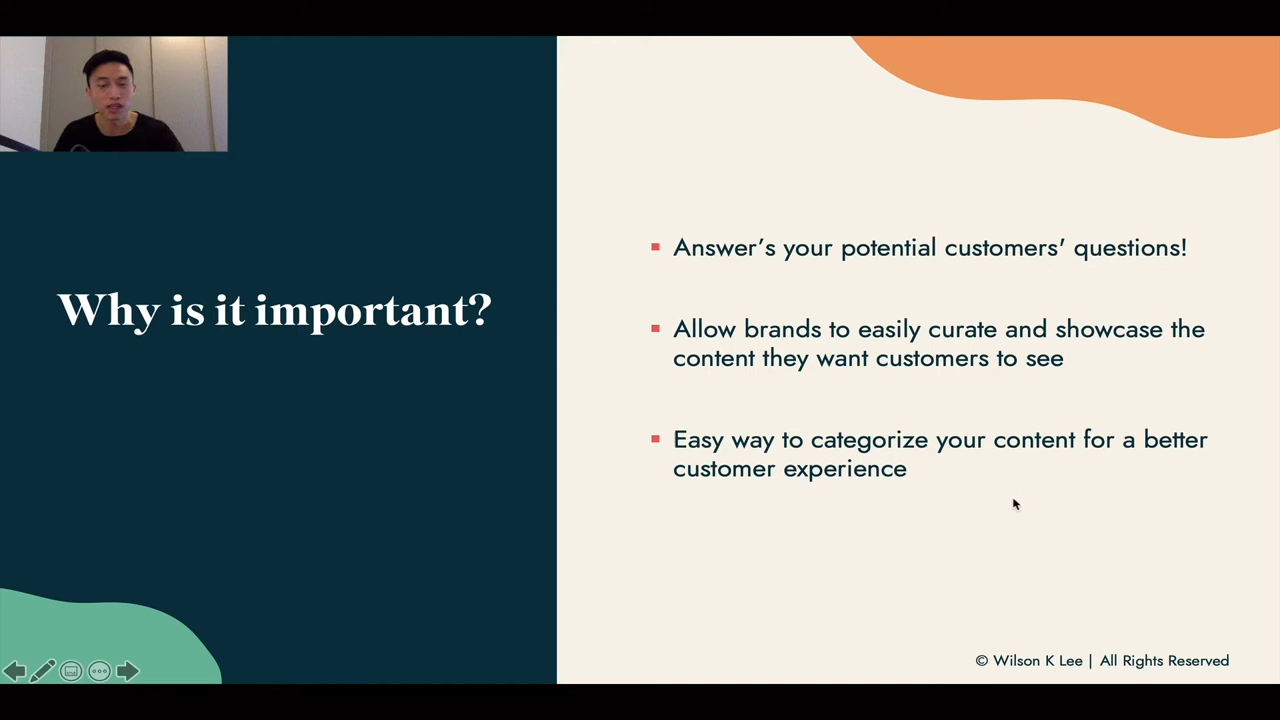 Why is it important?
Answer’s your potential customers' questions!
Allow brands to easily curate and showcase the
content they want customers to see
Easy way to categorize your content for a better
customer experience
© Wilson K Lee | All Rights Reserved